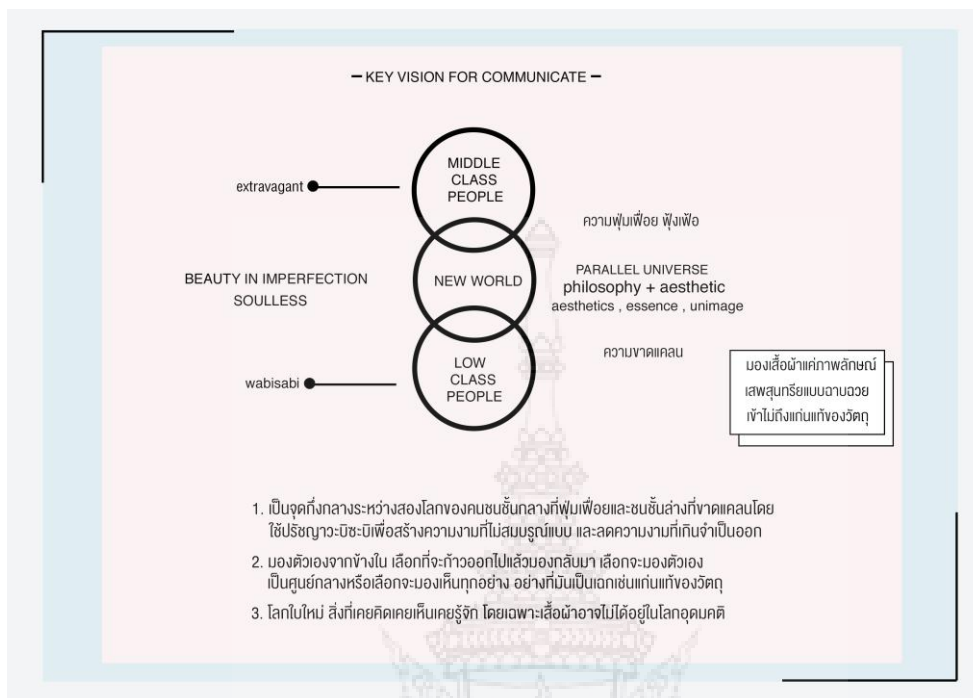 – KEY VISION FOR COMMUNICATE –
MIDDLE
CLASS
PEOPLE
extravagant
ความฟุ่มเฟือย ฟุ้งเฟ้อ
BEAUTY IN IMPERFECTION
SOULLESS
NEW WORLD
PARALLEL UNIVERSE
philosophy + aesthetic
aesthetics , essence , unimage
ความขาดแคลน
LOW
CLASS
PEOPLE
wabisabi
มองเสื้อผ้าแค่ภาพลักษณ์
เสพสุนทรียแบบฉาบฉวย
เข้าไม่ถึงแก่นแท้ของวัตถุ
1. เป็นจุดกึ่งกลางระหว่างสองโลกของคนชนชั้นกลางที่ฟุ่มเฟือยและชนชั้นล่างที่ขาดแคลนโดย
ใช้ปรัชญาวะบิซะบิเพื่อสร้างความงามที่ไม่สมบรูณ์แบบ และลดความงามที่เกินจำเป็นออก
2. มองตัวเองจากข้างใน เลือกที่จะก้าวออกไปแล้วมองกลับมา เลือกจะมองตัวเอง
เป็นศูนย์กลางหรือเลือกจะมองเห็นทุกอย่าง อย่างที่มันเป็นเฉกเช่นแก่นแท้ของวัตถุ
3. โลกใบใหม่ สิ่งที่เคยคิดเคยเห็นเคยรู้จัก โดยเฉพาะเสื้อผ้าอาจไม่ได้อยู่ในโลกอุดมคติ